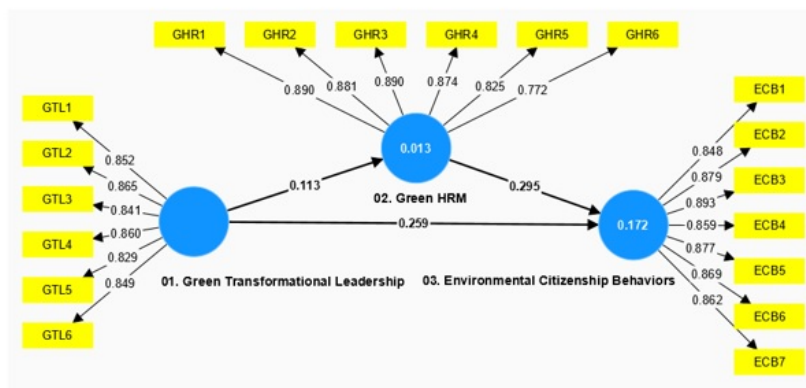 GHR1 GHR2 GHR3 GHR4 GHR5 GHR6
0.890 0.881 0.890 0.874 0.825 0.772
GTL1
GTL2
GTL3
GTL4
GTL5
GTL6
0.852
0.865
0.841
0.860
0.829
0.849
0.013
02. Green HRM
0.113
0.295
0.259
01. Green Transformational Leadership
0.172
03. Environmental Citizenship Behaviors
0.848
0.879
0.893
0.859
0.877
0.869
0.862
ECB1
ECB2
ECB3
ECB4
ECB5
ECB6
ECB7